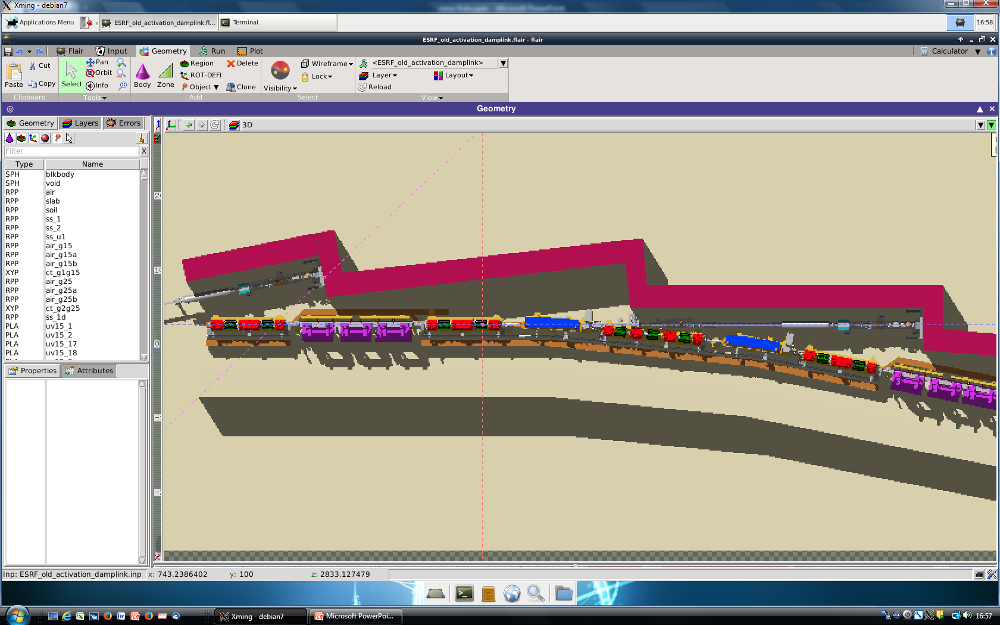 Xming - debian7
Applications Menu
ESRF_old_activation_damplink.fl...
Terminal
16:58
ESRF_old_activation_damplink.flair - flair
Flair
Input
Geometry
Run
Plot
Calculator
Paste
Cut
Copy
Clipboard
Select
Pan
Orbit
Info
Tools
Body
Zone
Region
ROT-DEFI
Object
Delete
Clone
Add
Visibility
Wireframe
Lock
Select
<ESRF_old_activation_damplink>
Layer
Layout
Reload
View
Geometry
Geometry
Layers
Errors
3D
Filter
X
Type Name
SPH blkbody
SPH void
RPP air
RPP slab
RPP soil
RPP ss_1
RPP ss_2
RPP ss_u1
RPP air_g15
RPP air_g15a
RPP air_g15b
XYP ct_g1g15
RPP air_g25
RPP air_g25a
RPP air_g25b
XYP ct_g2g25
RPP ss_1d
PLA uv15_1
PLA uv15_2
PLA uv15_17
PLA uv15_18
Properties
Attributes
0
Inp: ESRF_old_activation_damplink.inp
x: 743.2386402
y: 100
z: 2833.127479
Xming - debian7
Microsoft PowerPoi...
16:57